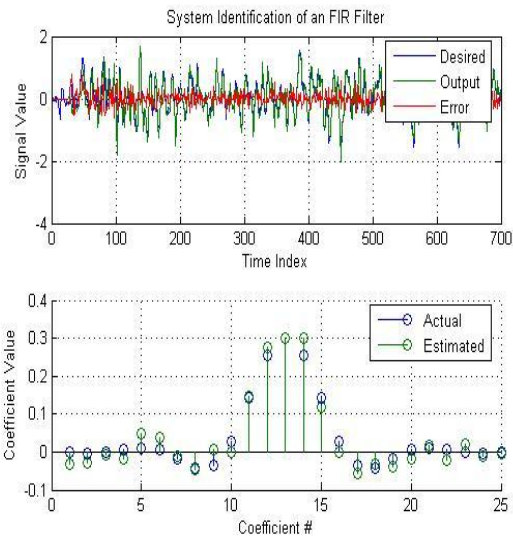 System Identification of an FIR Filter
2
0
-2
-4
Signal Value
Desired
Output
Error
0 100 200 300 400 500 600 700
Time Index
0.4
0.3
0.2
0.1
0
-0.1
Coefficient Value
Actual
Estimated
0 5 10 15 20 25
Coefficient #